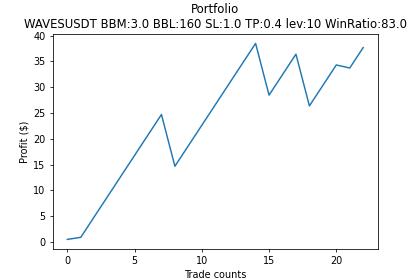 Portfolio
WAVESUSDT BBM:3.0 BBL:160 SL:1.0 TP:0.4 lev:10 WinRatio:83.0
40
35
30
25
20
15
10
5
0
Profit ($)
0 5 10 15 20
Trade counts